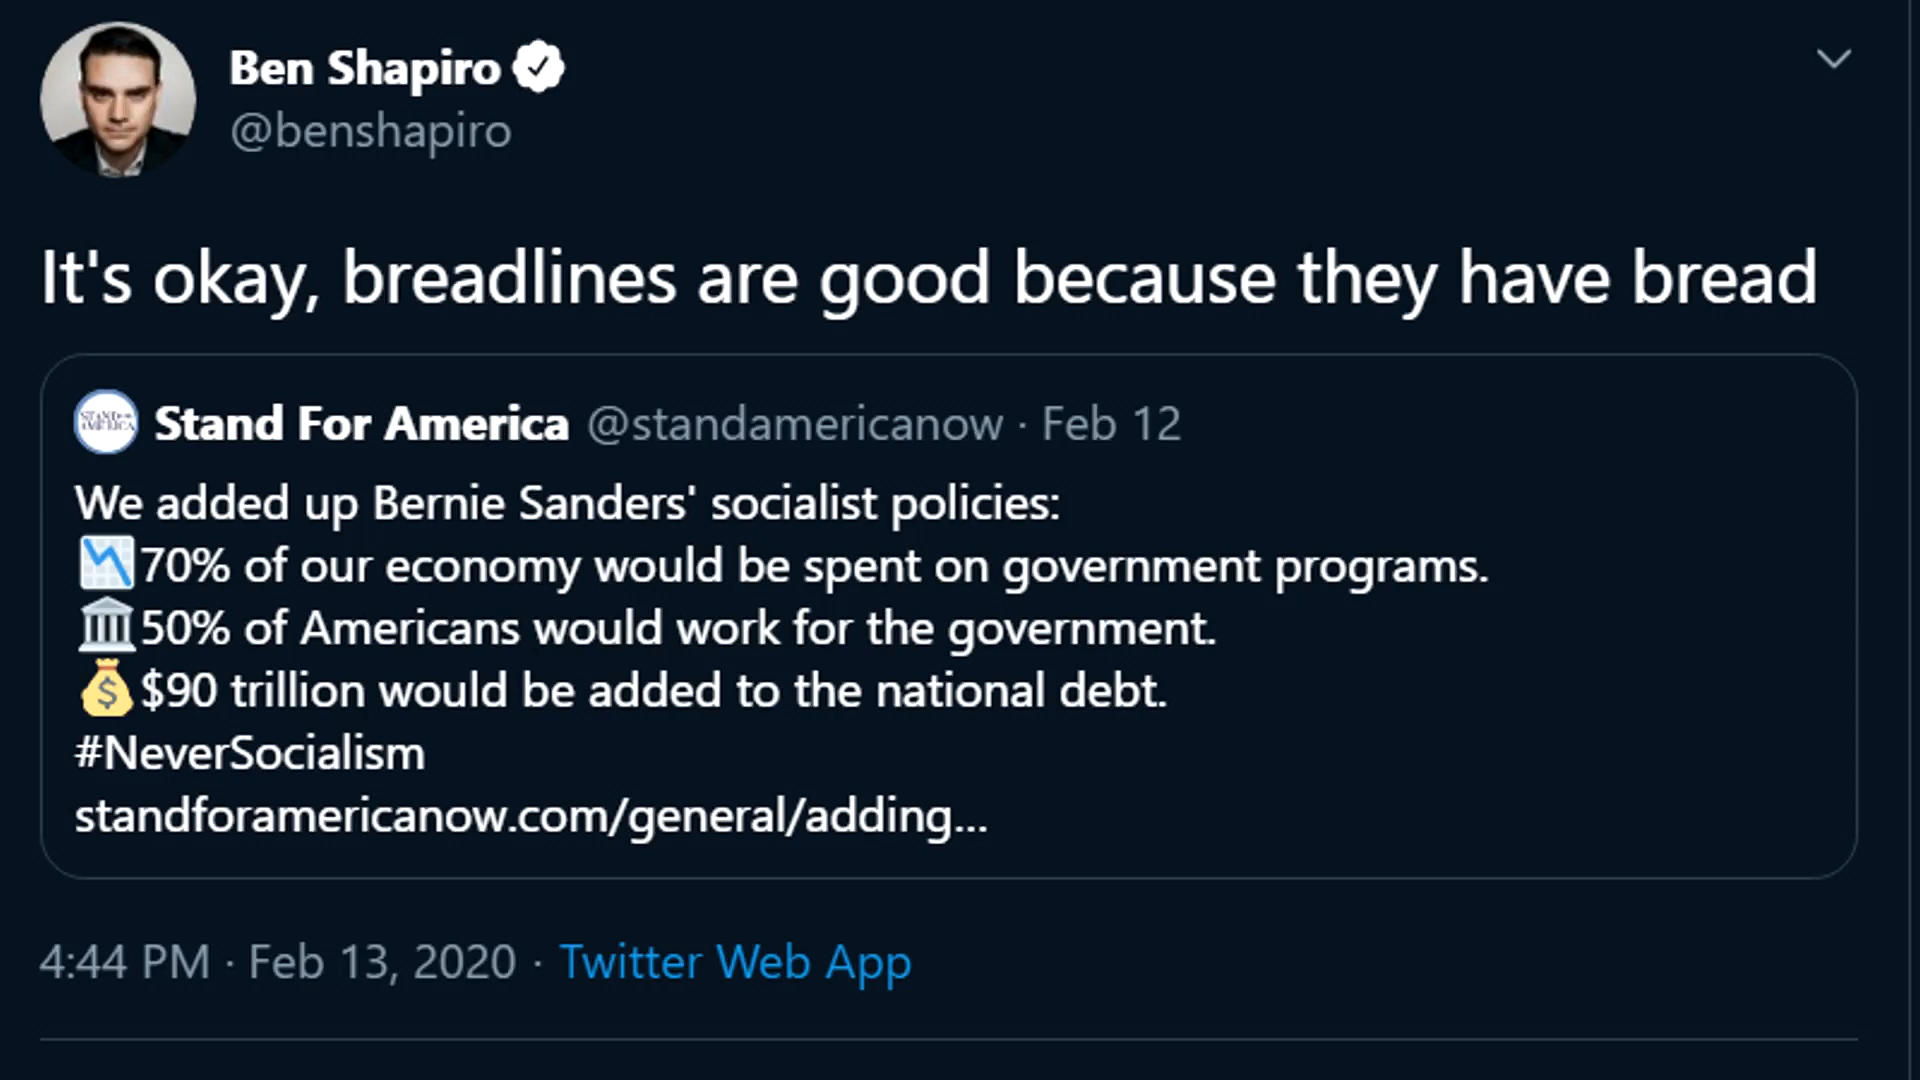 Ben Shapiro
@benshapiro
It's okay, breadlines are good because they have bread
STAND FOR AMERICA
Stand For America @standamericanow · Feb 12
We added up Bernie Sanders' socialist policies:
📉70% of our economy would be spent on government programs.
🏛50% of Americans would work for the government.
💰$90 trillion would be added to the national debt.
#NeverSocialism
standforamericanow.com/general/adding...
4:44 PM · Feb 13, 2020 · Twitter Web App